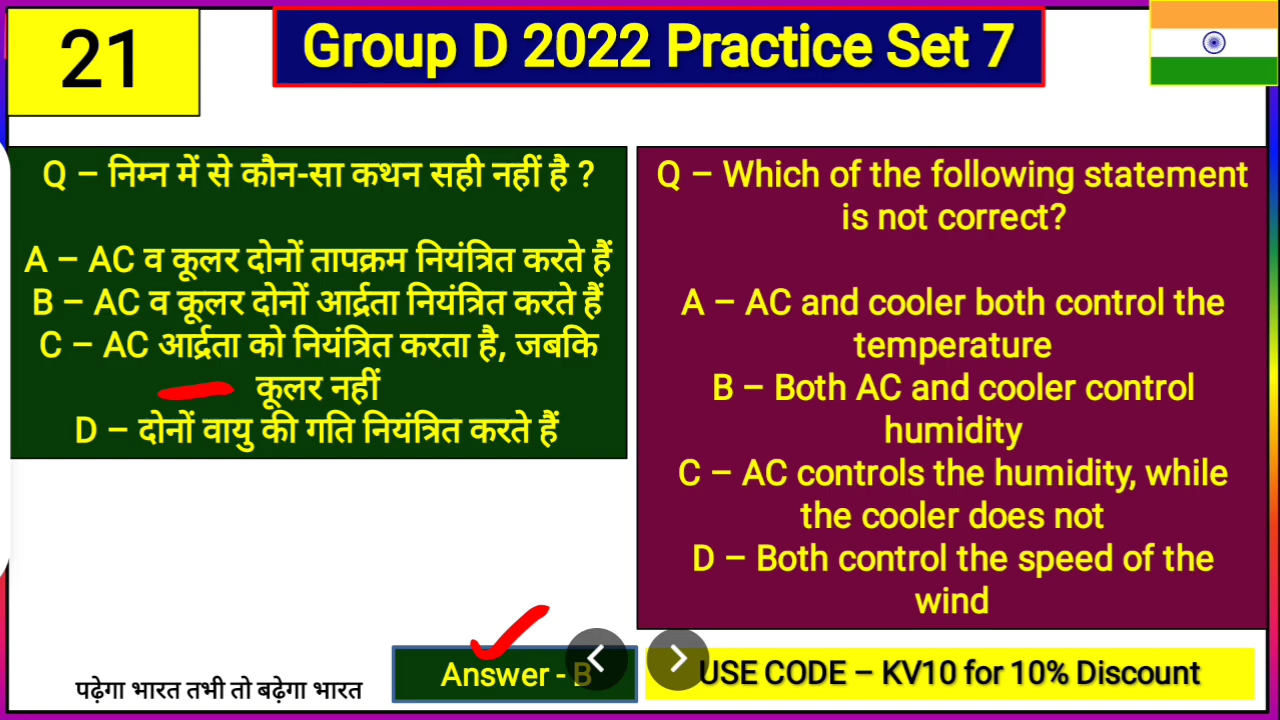 21
Group D 2022 Practice Set 7
Q – निम्न में से कौन-सा कथन सही नहीं है ?
A – AC व कूलर दोनों तापक्रम नियंत्रित करते हैं
B – AC व कूलर दोनों आर्द्रता नियंत्रित करते हैं
C – AC आर्द्रता को नियंत्रित करता है, जबकि
कूलर नहीं
D – दोनों वायु की गति नियंत्रित करते हैं
Q – Which of the following statement
is not correct?
A – AC and cooler both control the
temperature
B – Both AC and cooler control
humidity
C – AC controls the humidity, while
the cooler does not
D – Both control the speed of the
wind
Answer - B
USE CODE – KV10 for 10% Discount
पढ़ेगा भारत तभी तो बढ़ेगा भारत